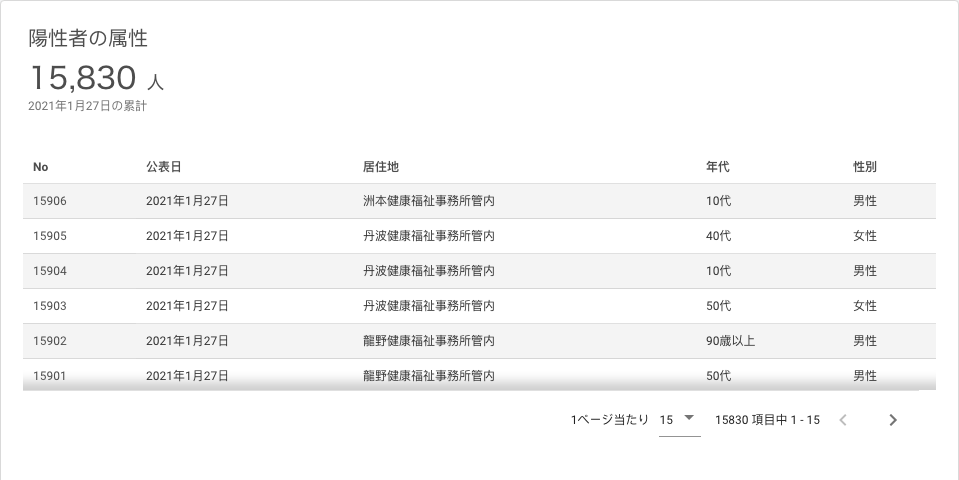 陽性者の属性
15,830 人
2021年1月27日の累計
No 公表日 居住地 年代 性別
15906 2021年1月27日 洲本健康福祉事務所管内 10代 男性
15905 2021年1月27日 丹波健康福祉事務所管内 40代 女性
15904 2021年1月27日 丹波健康福祉事務所管内 10代 男性
15903 2021年1月27日 丹波健康福祉事務所管内 50代 女性
15902 2021年1月27日 龍野健康福祉事務所管内 90歳以上 男性
15901 2021年1月27日 龍野健康福祉事務所管内 50代 男性
1ページ当たり 15 15830 項目中 1 - 15